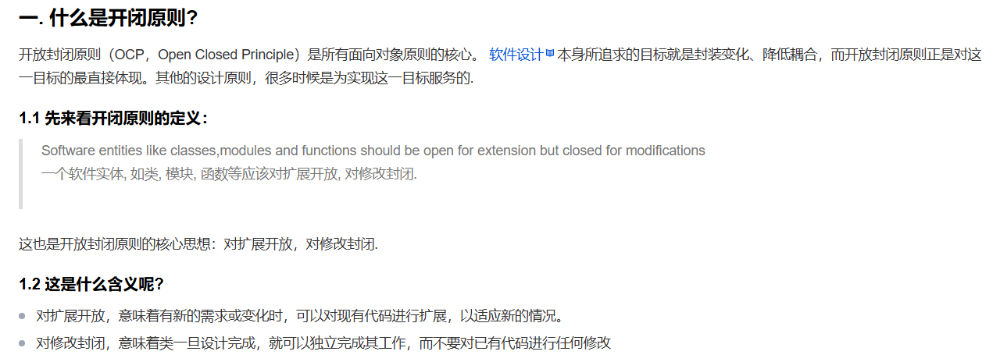 一. 什么是开闭原则?
开放封闭原则（OCP，Open Closed Principle）是所有面向对象原则的核心。 软件设计 本身所追求的目标就是封装变化、降低耦合，而开放封闭原则正是对这
一目标的最直接体现。其他的设计原则，很多时候是为实现这一目标服务的.
1.1 先来看开闭原则的定义：
Software entities like classes,modules and functions should be open for extension but closed for modifications
一个软件实体, 如类, 模块, 函数等应该对扩展开放, 对修改封闭.
这也是开放封闭原则的核心思想：对扩展开放，对修改封闭.
1.2 这是什么含义呢?
对扩展开放，意味着有新的需求或变化时，可以对现有代码进行扩展，以适应新的情况。
对修改封闭，意味着类一旦设计完成，就可以独立完成其工作，而不要对已有代码进行任何修改